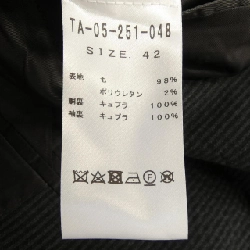 TA-05-251-04B
SIZE. 42
表地 毛 98%
ポリウレタン 2%
胴裏 キュプラ 100%
袖裏 キュプラ 100%